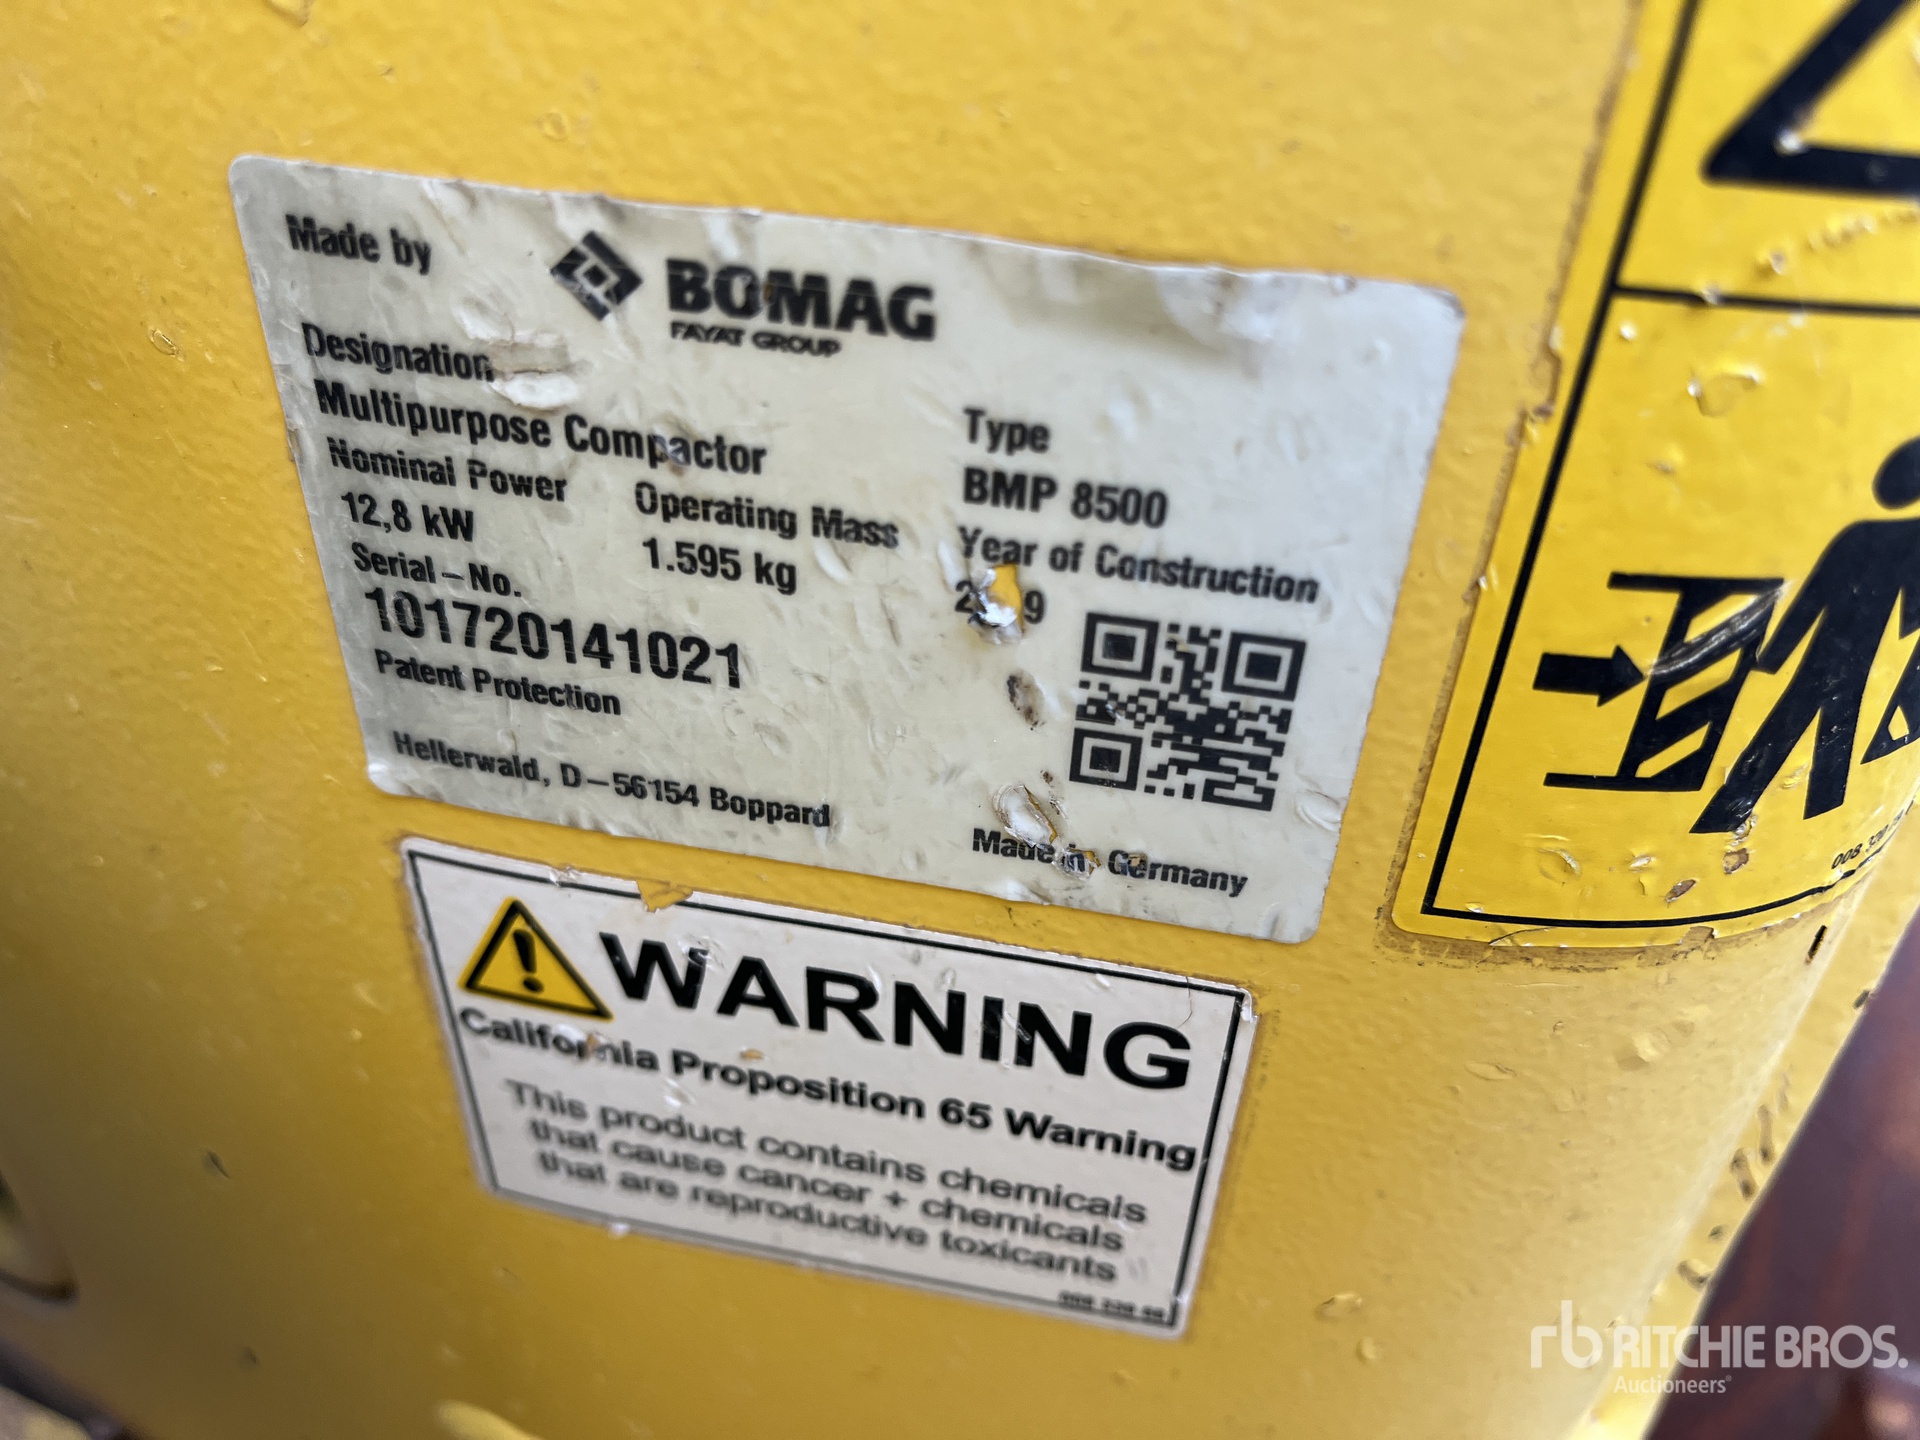 Made by
BOMAG
FAYAT GROUP
Designation
Multipurpose Compactor
Type
BMP 8500
Nominal Power
12,8 kW
Operating Mass
1.595 kg
Year of Construction
Serial – No.
101720141021
Patent Protection
Hellerwald, D – 56154 Boppard
Made in Germany
WARNING
California Proposition 65 Warning
This product contains chemicals
that cause cancer + chemicals
that are reproductive toxicants
008
rb RITCHIE BROS.
Auctioneers